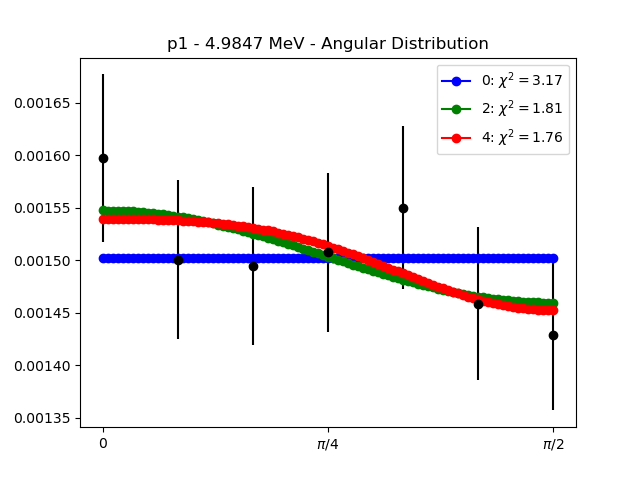 p1 - 4.9847 MeV - Angular Distribution
0: χ² = 3.17
2: χ² = 1.81
4: χ² = 1.76
0.00165
0.00160
0.00155
0.00150
0.00145
0.00140
0.00135
0 π/4 π/2